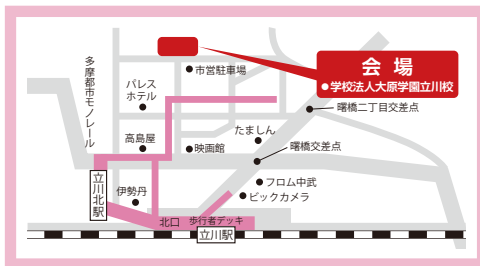 会場
●学校法人大原学園立川校
多摩都市モノレール
市営駐車場
パレス
ホテル
曙橋二丁目交差点
たましん
高島屋
映画館
曙橋交差点
立川北駅
伊勢丹
フロム中武
ビックカメラ
北口
歩行者デッキ
立川駅